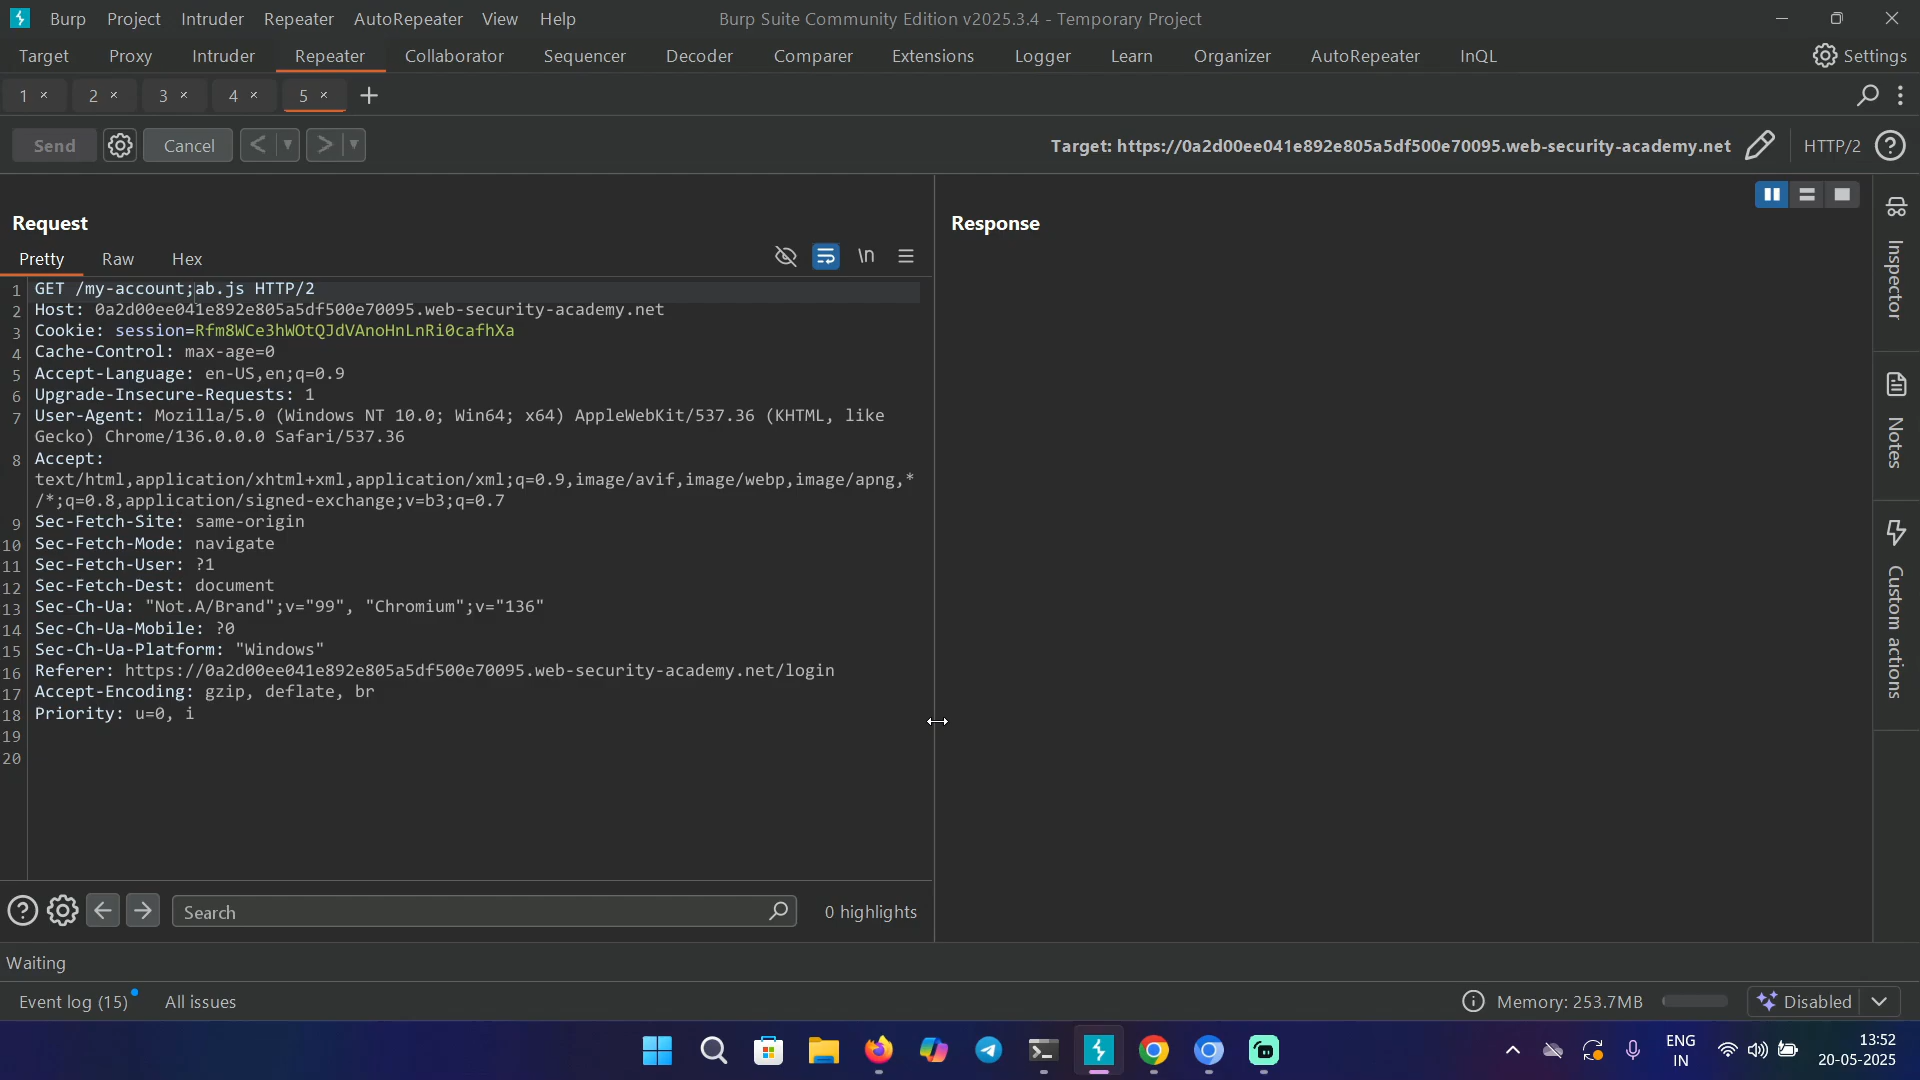 Burp Project Intruder Repeater AutoRepeater View Help Burp Suite Community Edition v2025.3.4 - Temporary Project
Target Proxy Intruder Repeater Collaborator Sequencer Decoder Comparer Extensions Logger Learn Organizer AutoRepeater InQL Settings
1 × 2 × 3 × 4 × 5 × +
Send Cancel < > Target: https://0a2d00ee041e892e805a5df500e70095.web-security-academy.net HTTP/2 ?
Request
Response
Pretty Raw Hex \n
1 GET /my-account;ab.js HTTP/2
2 Host: 0a2d00ee041e892e805a5df500e70095.web-security-academy.net
3 Cookie: session=Rfm8WCe3hWOtQJdVAnoHnLnRi0cafhXa
4 Cache-Control: max-age=0
5 Accept-Language: en-US,en;q=0.9
6 Upgrade-Insecure-Requests: 1
7 User-Agent: Mozilla/5.0 (Windows NT 10.0; Win64; x64) AppleWebKit/537.36 (KHTML, like
Gecko) Chrome/136.0.0.0 Safari/537.36
8 Accept:
text/html,application/xhtml+xml,application/xml;q=0.9,image/avif,image/webp,image/apng,*
/*;q=0.8,application/signed-exchange;v=b3;q=0.7
9 Sec-Fetch-Site: same-origin
10 Sec-Fetch-Mode: navigate
11 Sec-Fetch-User: ?1
12 Sec-Fetch-Dest: document
13 Sec-Ch-Ua: "Not.A/Brand";v="99", "Chromium";v="136"
14 Sec-Ch-Ua-Mobile: ?0
15 Sec-Ch-Ua-Platform: "Windows"
16 Referer: https://0a2d00ee041e892e805a5df500e70095.web-security-academy.net/login
17 Accept-Encoding: gzip, deflate, br
18 Priority: u=0, i
19
20
Inspector
Notes
Custom actions
? Search 0 highlights
Waiting
Event log (15) All issues Memory: 253.7MB Disabled
ENG
IN
13:52
20-05-2025